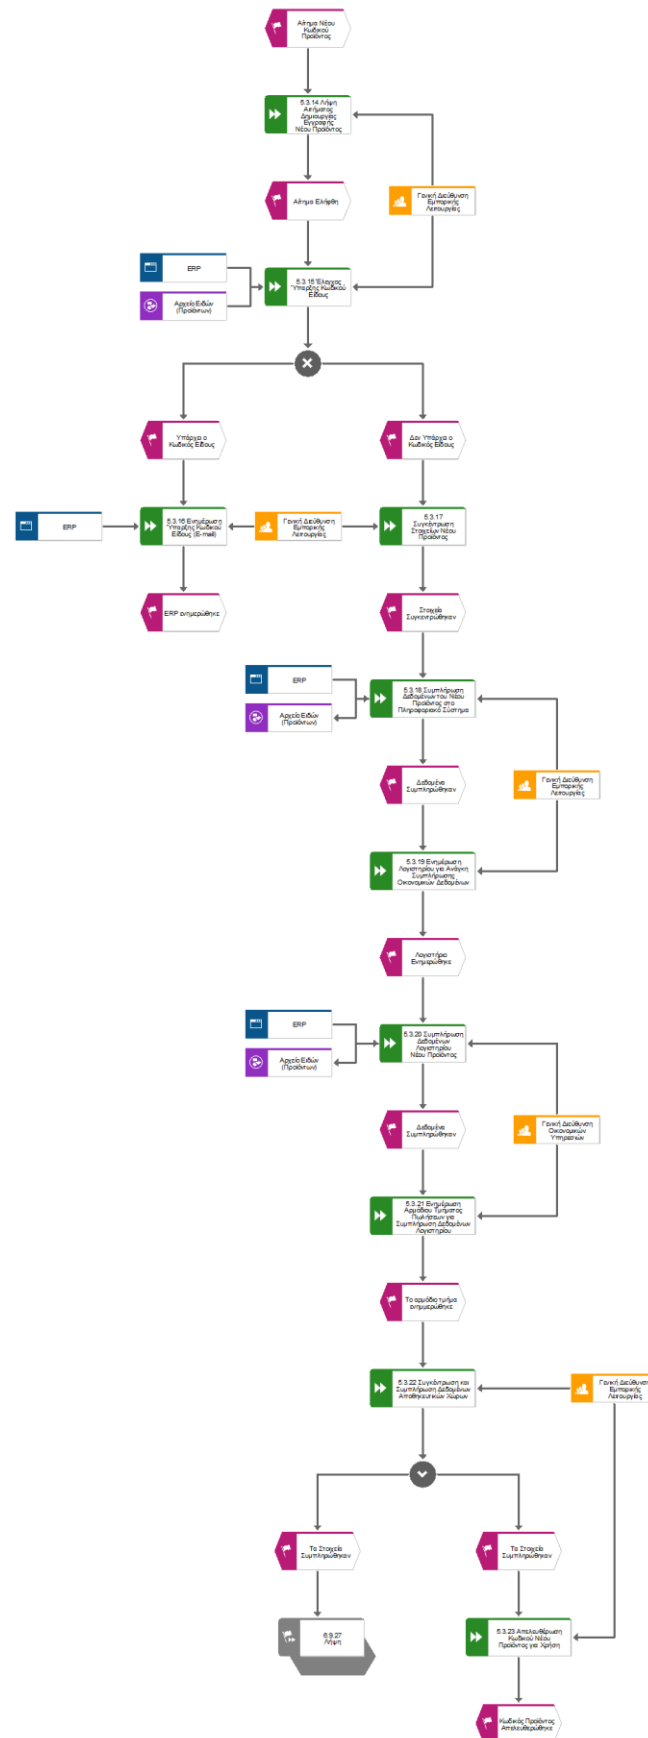 Αίτημα Νέου
Κωδικού
Προϊόντος
5.3.14 Λήψη
Αιτήματος
Δημιουργίας
Εγγραφής
Νέου Προϊόντος
Αίτημα Ελήφθη
Γενική Διεύθυνση
Εμπορικής
Λειτουργίας
ERP
Αρχείο Ειδών
(Προϊόντων)
5.3.15 Έλεγχος
Ύπαρξης Κωδικού
Είδους
Υπάρχει ο
Κωδικός Είδους
Δεν Υπάρχει ο
Κωδικός Είδους
ERP
5.3.16 Ενημέρωση
Ύπαρξης Κωδικού
Είδους (E-mail)
Γενική Διεύθυνση
Εμπορικής
Λειτουργίας
5.3.17
Συγκέντρωση
Στοιχείων Νέου
Προϊόντος
ERP ενημερώθηκε
Στοιχεία
Συγκεντρώθηκαν
ERP
Αρχείο Ειδών
(Προϊόντων)
5.3.18 Συμπλήρωση
Δεδομένων του Νέου
Προϊόντος στο
Πληροφοριακό Σύστημα
Δεδομένα
Συμπληρώθηκαν
Γενική Διεύθυνση
Εμπορικής
Λειτουργίας
5.3.19 Ενημέρωση
Λογιστηρίου για Ανάγκη
Συμπλήρωσης
Οικονομικών Δεδομένων
Λογιστήριο
Ενημερώθηκε
ERP
Αρχείο Ειδών
(Προϊόντων)
5.3.20 Συμπλήρωση
Δεδομένων
Λογιστηρίου
Νέου Προϊόντος
Δεδομένα
Συμπληρώθηκαν
Γενική Διεύθυνση
Οικονομικών
Υπηρεσιών
5.3.21 Ενημέρωση
Αρμόδιου Τμήματος
Πωλήσεων για
Συμπλήρωση Δεδομένων
Λογιστηρίου
Το αρμόδιο τμήμα
ενημερώθηκε
5.3.22 Συγκέντρωση και
Συμπλήρωση Δεδομένων
Αποθηκευτικών Χώρων
Γενική Διεύθυνση
Εμπορικής
Λειτουργίας
Τα Στοιχεία
Συμπληρώθηκαν
Τα Στοιχεία
Συμπληρώθηκαν
6.9.27
Λήψη
5.3.23 Απελευθέρωση
Κωδικού Νέου
Προϊόντος για Χρήση
Κωδικός Προϊόντος
Απελευθερώθηκε